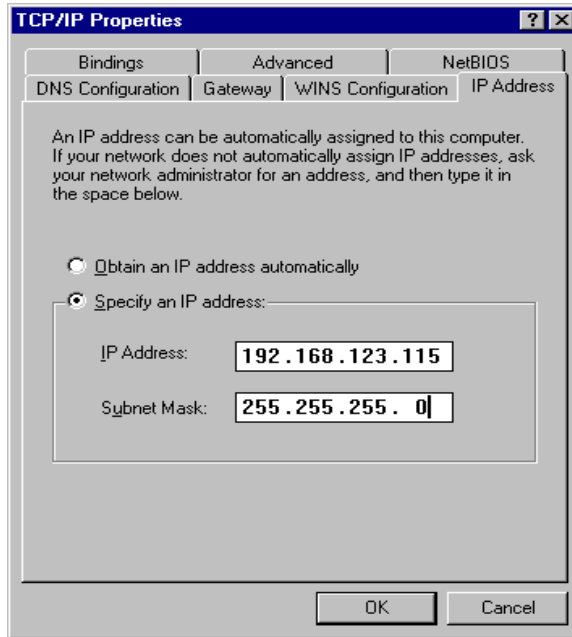 TCP/IP Properties
? ×
Bindings Advanced NetBIOS
DNS Configuration Gateway WINS Configuration IP Address
An IP address can be automatically assigned to this computer.
If your network does not automatically assign IP addresses, ask
your network administrator for an address, and then type it in
the space below.
Obtain an IP address automatically
Specify an IP address:
IP Address: 192.168.123.115
Subnet Mask: 255.255.255. 0
OK Cancel